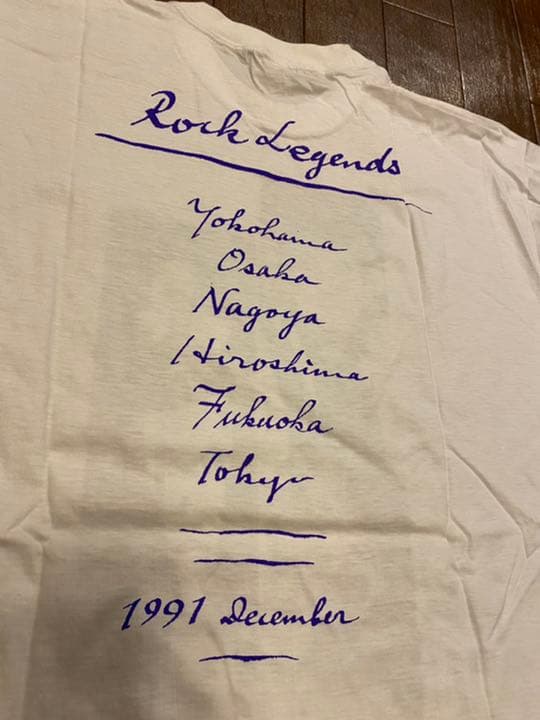 Rock Legends
Yokohama
Osaka
Nagoya
Hiroshima
Fukuoka
Tokyo
1991 December